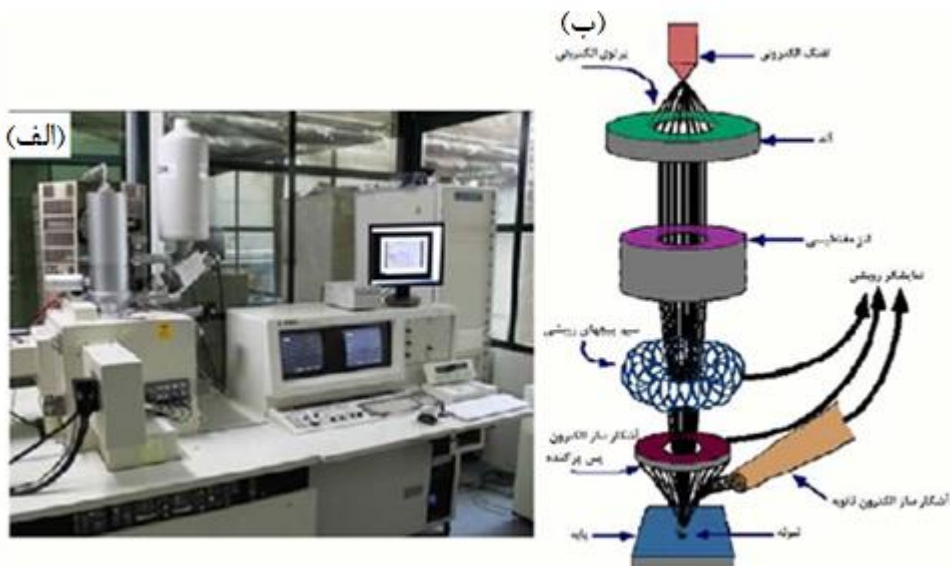 (ب)
تفنگ الکترونی
پرتوی الکترونی
(الف)
آند
لنز مغناطیسی
نمایشگر روبشی
سیم پیچهای روبشی
آشکار ساز الکترون
پس پراکنده
آشکار ساز الکترون ثانویه
پایه
نمونه